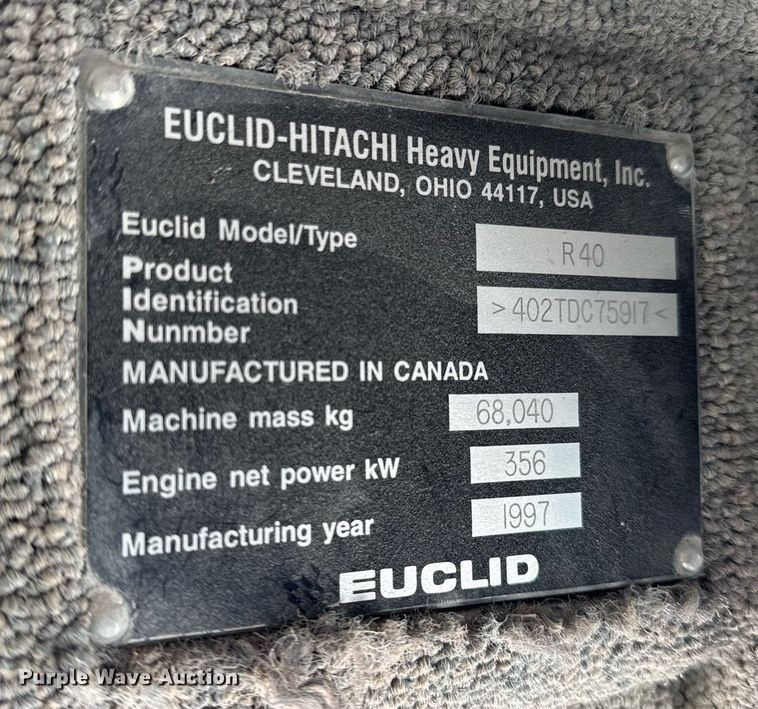 EUCLID-HITACHI Heavy Equipment, Inc.
CLEVELAND, OHIO 44117, USA
Euclid Model/Type R40
Product
Identification >402TDC75917<
Nunmber
MANUFACTURED IN CANADA
Machine mass kg 68,040
Engine net power kW 356
Manufacturing year 1997
EUCLID
Purple Wave Auction